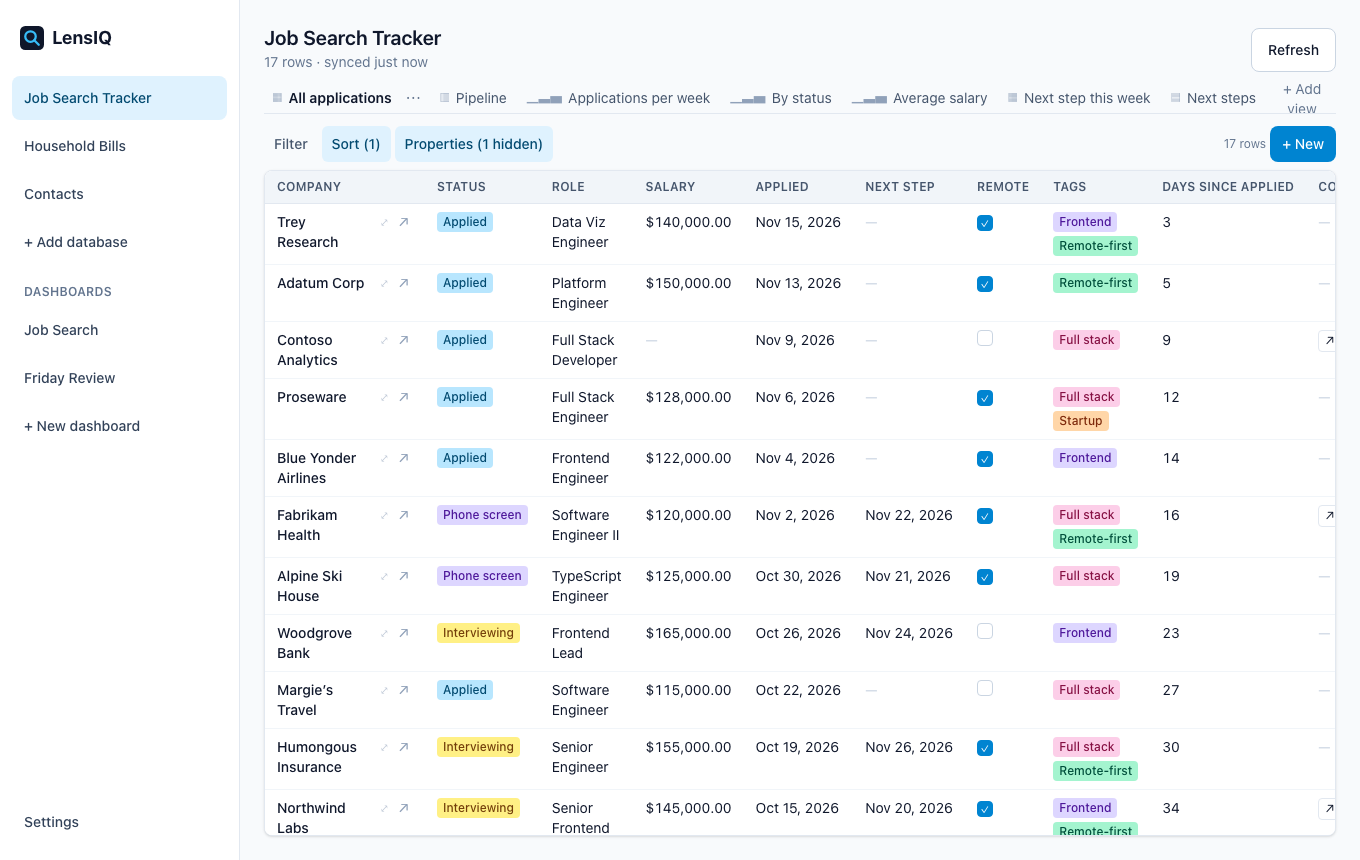 LensIQ
Job Search Tracker
Household Bills
Contacts
+ Add database
DASHBOARDS
Job Search
Friday Review
+ New dashboard
Settings
Job Search Tracker
17 rows · synced just now
Refresh
All applications ··· Pipeline Applications per week By status Average salary Next step this week Next steps + Add
view
Filter Sort (1) Properties (1 hidden) 17 rows + New
COMPANY STATUS ROLE SALARY APPLIED NEXT STEP REMOTE TAGS DAYS SINCE APPLIED CO
Trey Applied Data Viz $140,000.00 Nov 15, 2026 — Frontend 3 —
Research Engineer Remote-first
Adatum Corp Applied Platform $150,000.00 Nov 13, 2026 — Remote-first 5 —
Engineer
Contoso Applied Full Stack — Nov 9, 2026 — Full stack 9
Analytics Developer
Proseware Applied Full Stack $128,000.00 Nov 6, 2026 — Full stack 12 —
Engineer Startup
Blue Yonder Applied Frontend $122,000.00 Nov 4, 2026 — Frontend 14 —
Airlines Engineer
Fabrikam Phone screen Software $120,000.00 Nov 2, 2026 Nov 22, 2026 Full stack 16
Health Engineer II Remote-first
Alpine Ski Phone screen TypeScript $125,000.00 Oct 30, 2026 Nov 21, 2026 Full stack 19 —
House Engineer
Woodgrove Interviewing Frontend $165,000.00 Oct 26, 2026 Nov 24, 2026 Frontend 23 —
Bank Lead
Margie’s Applied Software $115,000.00 Oct 22, 2026 — Full stack 27 —
Travel Engineer
Humongous Interviewing Senior $155,000.00 Oct 19, 2026 Nov 26, 2026 Full stack 30 —
Insurance Engineer Remote-first
Northwind Interviewing Senior $145,000.00 Oct 15, 2026 Nov 20, 2026 Frontend 34
Labs Frontend Remote-first